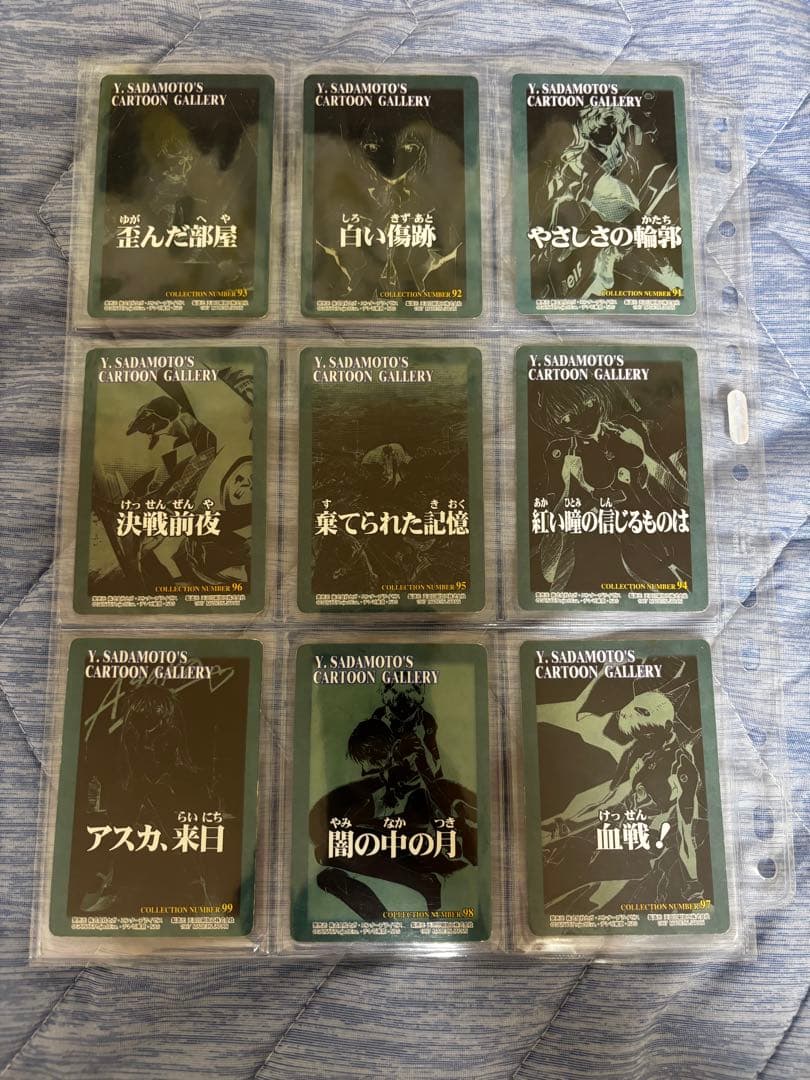 Y. SADAMOTO'S
CARTOON GALLERY
ゆが へ や
歪んだ部屋
COLLECTION NUMBER 93
Y. SADAMOTO'S
CARTOON GALLERY
しろ きずあと
白い傷跡
COLLECTION NUMBER 92
Y. SADAMOTO'S
CARTOON GALLERY
かたち
やさしさの輪郭
COLLECTION NUMBER 91
Y. SADAMOTO'S
CARTOON GALLERY
けっ せん ぜん や
決戦前夜
COLLECTION NUMBER 96
Y. SADAMOTO'S
CARTOON GALLERY
す き おく
棄てられた記憶
COLLECTION NUMBER 95
Y. SADAMOTO'S
CARTOON GALLERY
あか ひとみ しん
紅い瞳の信じるものは
COLLECTION NUMBER 94
Y. SADAMOTO'S
CARTOON GALLERY
らい にち
アスカ、来日
COLLECTION NUMBER 99
Y. SADAMOTO'S
CARTOON GALLERY
やみ なか つき
闇の中の月
COLLECTION NUMBER 98
Y. SADAMOTO'S
CARTOON GALLERY
けっ せん
血戦!
COLLECTION NUMBER 97